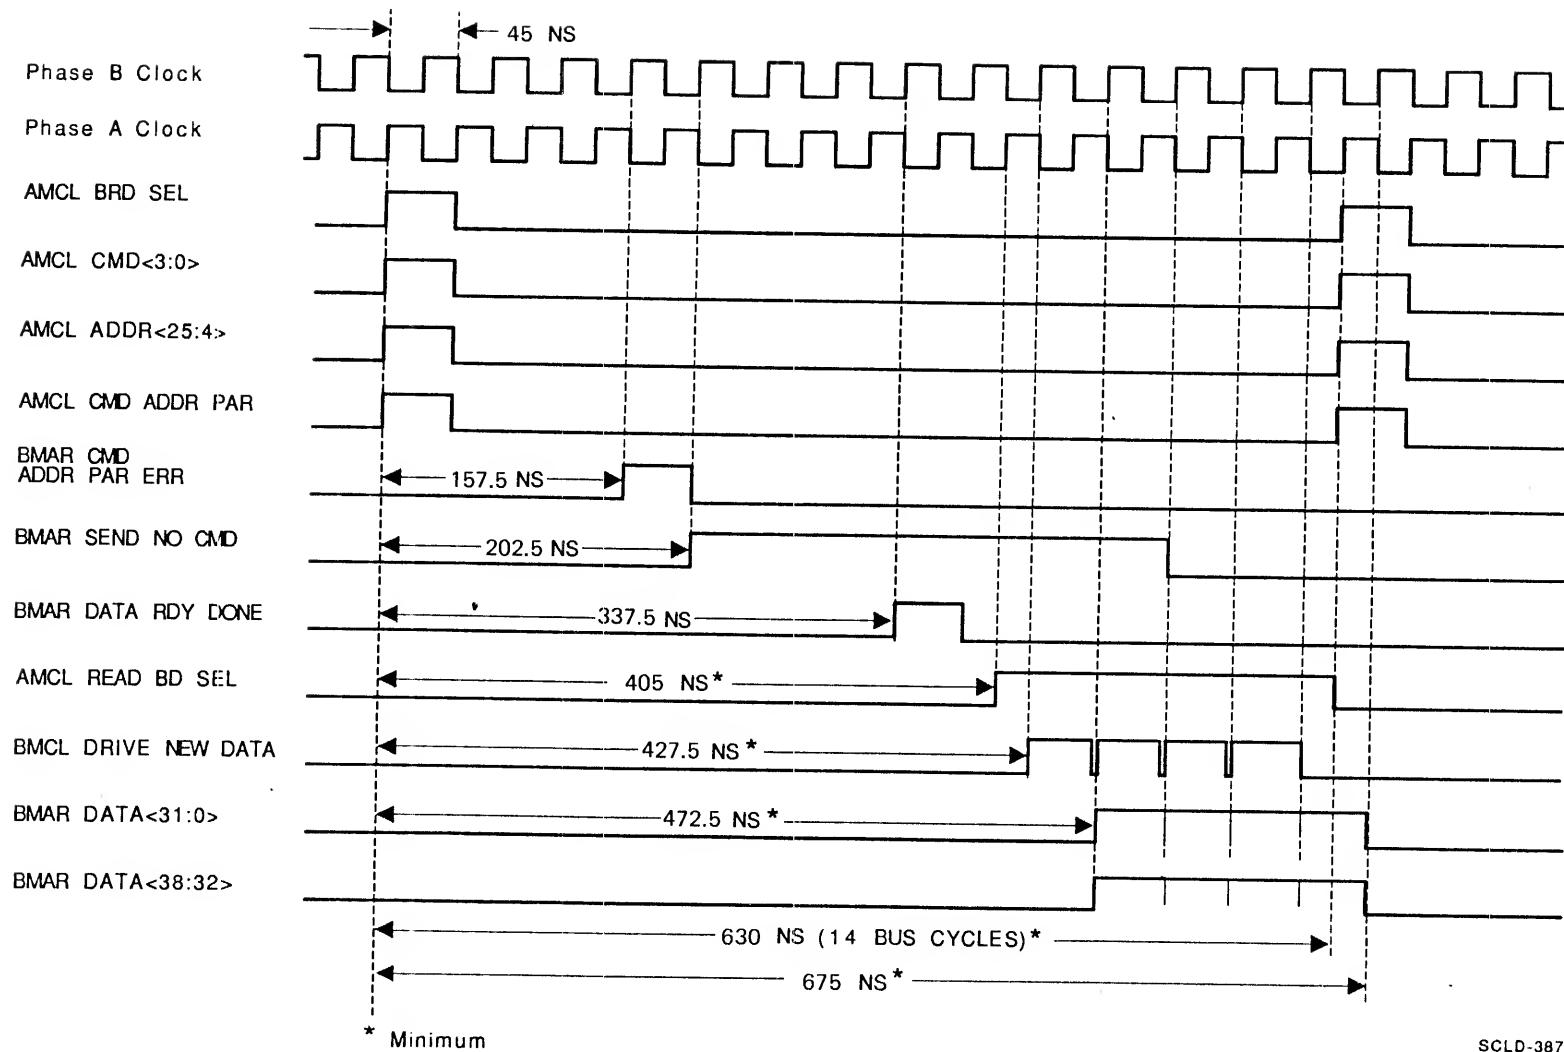 45 NS
Phase B Clock
Phase A Clock
AMCL BRD SEL
AMCL CMD<3:0>
AMCL ADDR<25:4>
AMCL CMD ADDR PAR
BMAR CMD
ADDR PAR ERR
157.5 NS
BMAR SEND NO CMD
202.5 NS
BMAR DATA RDY DONE
337.5 NS
AMCL READ BD SEL
405 NS*
BMCL DRIVE NEW DATA
427.5 NS*
BMAR DATA<31:0>
472.5 NS*
BMAR DATA<38:32>
630 NS (14 BUS CYCLES)*
675 NS*
* Minimum
SCLD-387